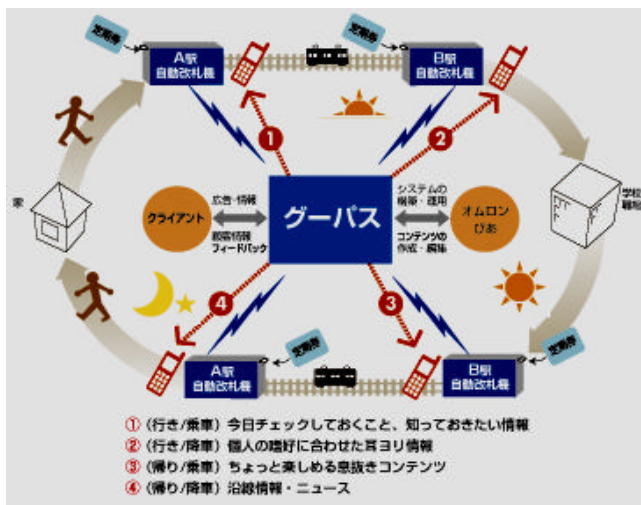 定期券
A駅
自動改札機
定期券
B駅
自動改札機
①
②
家
クライアント
広告・情報
顧客情報
フィードバック
グーパス
システムの
構築・運用
コンテンツの
作成・編集
オムロン
ぴあ
学校
職場
④
③
A駅
自動改札機
定期券
B駅
自動改札機
定期券
①（行き/乗車）今日チェックしておくこと、知っておきたい情報
②（行き/降車）個人の嗜好に合わせた耳ヨリ情報
③（帰り/乗車）ちょっと楽しめる息抜きコンテンツ
④（帰り/降車）沿線情報・ニュース